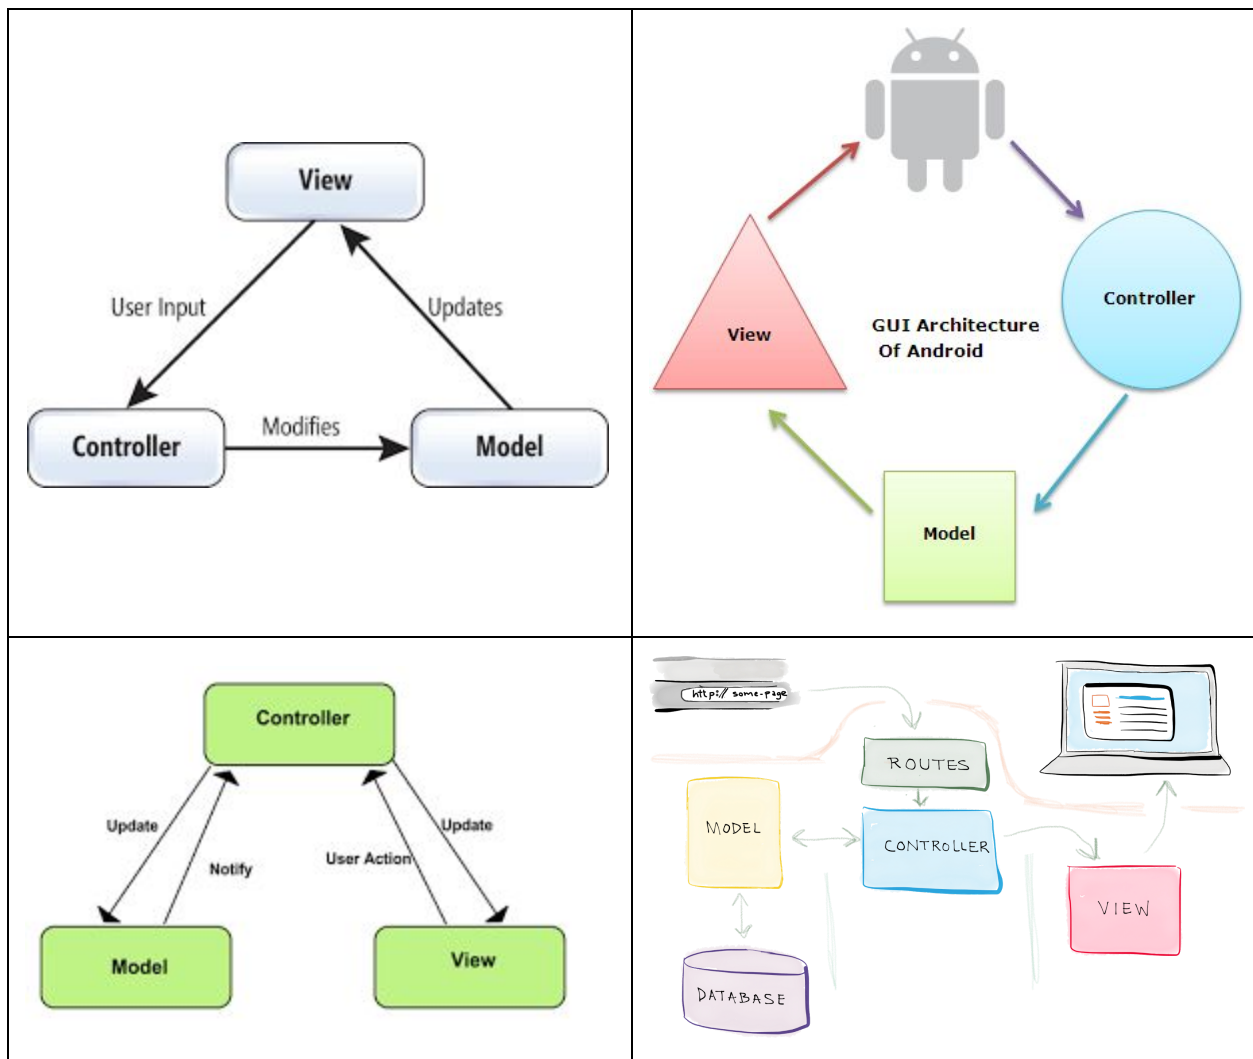 View
User Input
Updates
Controller
Modifies
Model
Controller
View
GUI Architecture
Of Android
Model
Controller
Update
Update
Notify
User Action
Model
View
http:// some-page
ROUTES
MODEL
CONTROLLER
VIEW
DATABASE